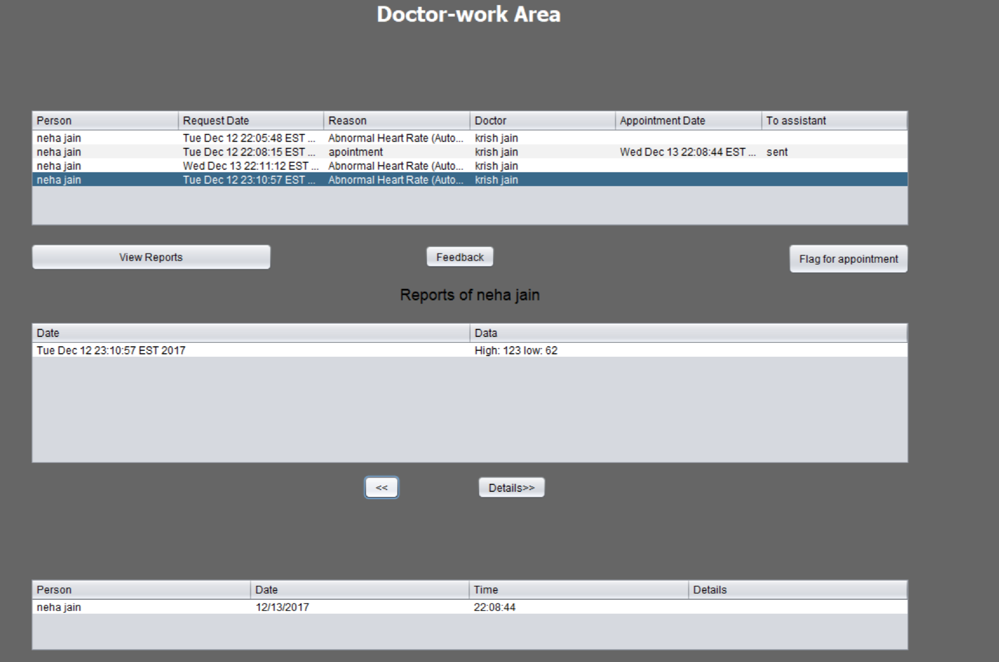 Doctor-work Area
Person Request Date Reason Doctor Appointment Date To assistant
neha jain Tue Dec 12 22:05:48 EST ... Abnormal Heart Rate (Auto... krish jain
neha jain Tue Dec 12 22:08:15 EST ... apointment krish jain Wed Dec 13 22:08:44 EST ... sent
neha jain Wed Dec 13 22:11:12 EST ... Abnormal Heart Rate (Auto... krish jain
neha jain Tue Dec 12 23:10:57 EST ... Abnormal Heart Rate (Auto... krish jain
View Reports Feedback Flag for appointment
Reports of neha jain
Date Data
Tue Dec 12 23:10:57 EST 2017 High: 123 low: 62
<< Details>>
Person Date Time Details
neha jain 12/13/2017 22:08:44